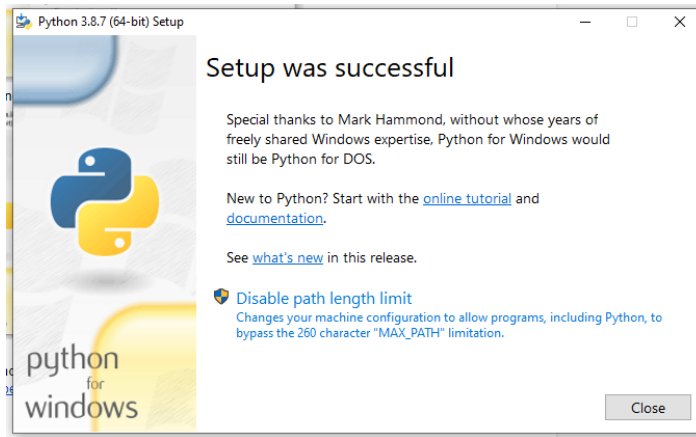 Python 3.8.7 (64-bit) Setup
Setup was successful
Special thanks to Mark Hammond, without whose years of
freely shared Windows expertise, Python for Windows would
still be Python for DOS.
New to Python? Start with the online tutorial and
documentation.
See what's new in this release.
Disable path length limit
Changes your machine configuration to allow programs, including Python, to
bypass the 260 character "MAX_PATH" limitation.
python
for
windows
Close